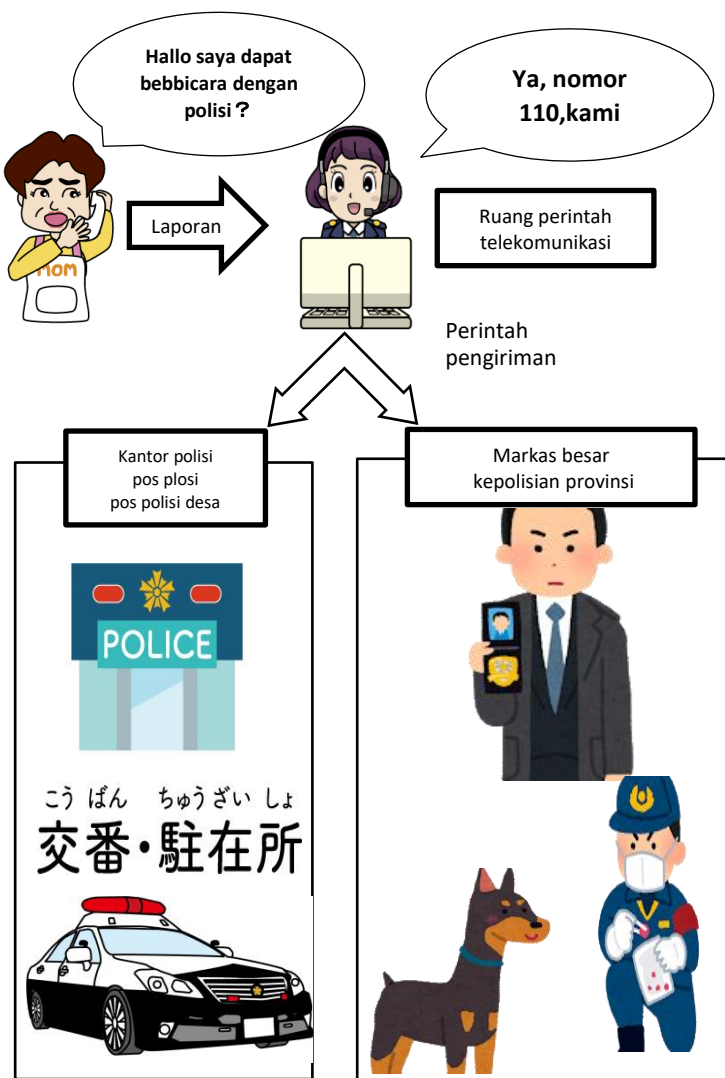 Hallo saya dapat
bebbicara dengan
polisi？
Ya, nomor
110,kami
MOM
Laporan
Ruang perintah
telekomunikasi
Perintah
pengiriman
Kantor polisi
pos plosi
pos polisi desa
Markas besar
kepolisian provinsi
POLICE
こう ばん ちゅう ざい しょ
交番・駐在所